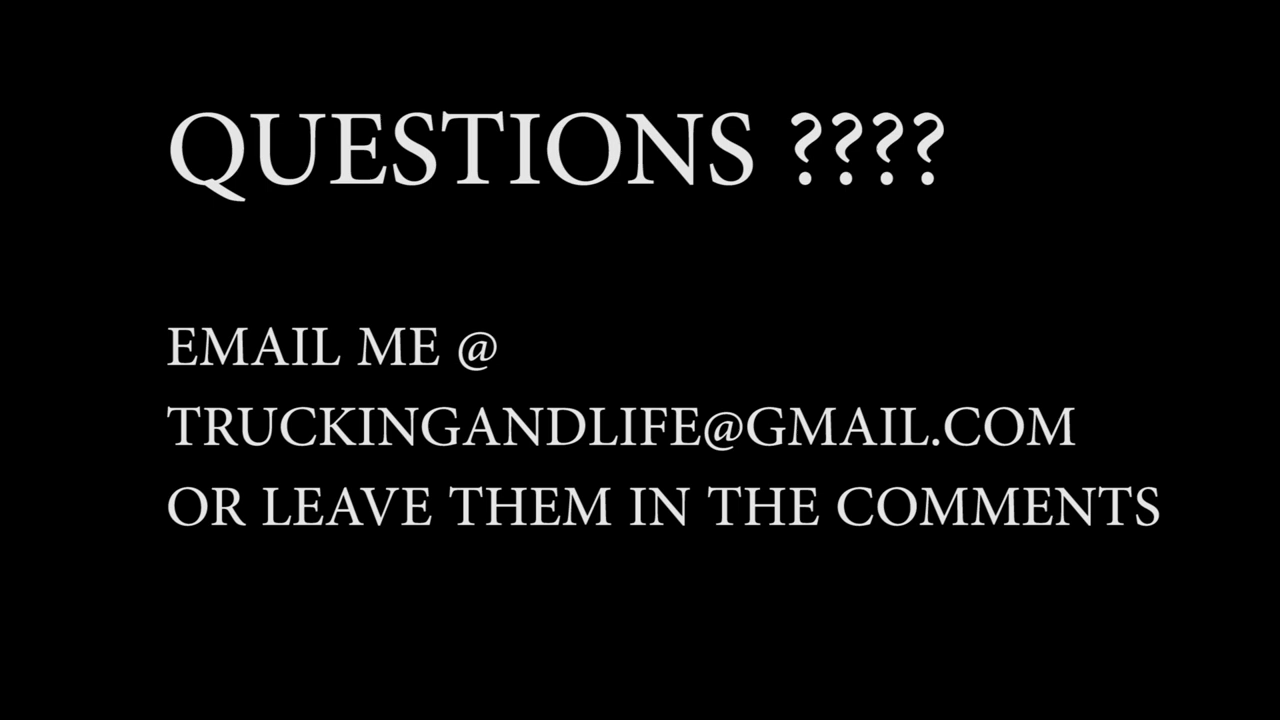 QUESTIONS ????
EMAIL ME @
TRUCKINGANDLIFE@GMAIL.COM
OR LEAVE THEM IN THE COMMENTS